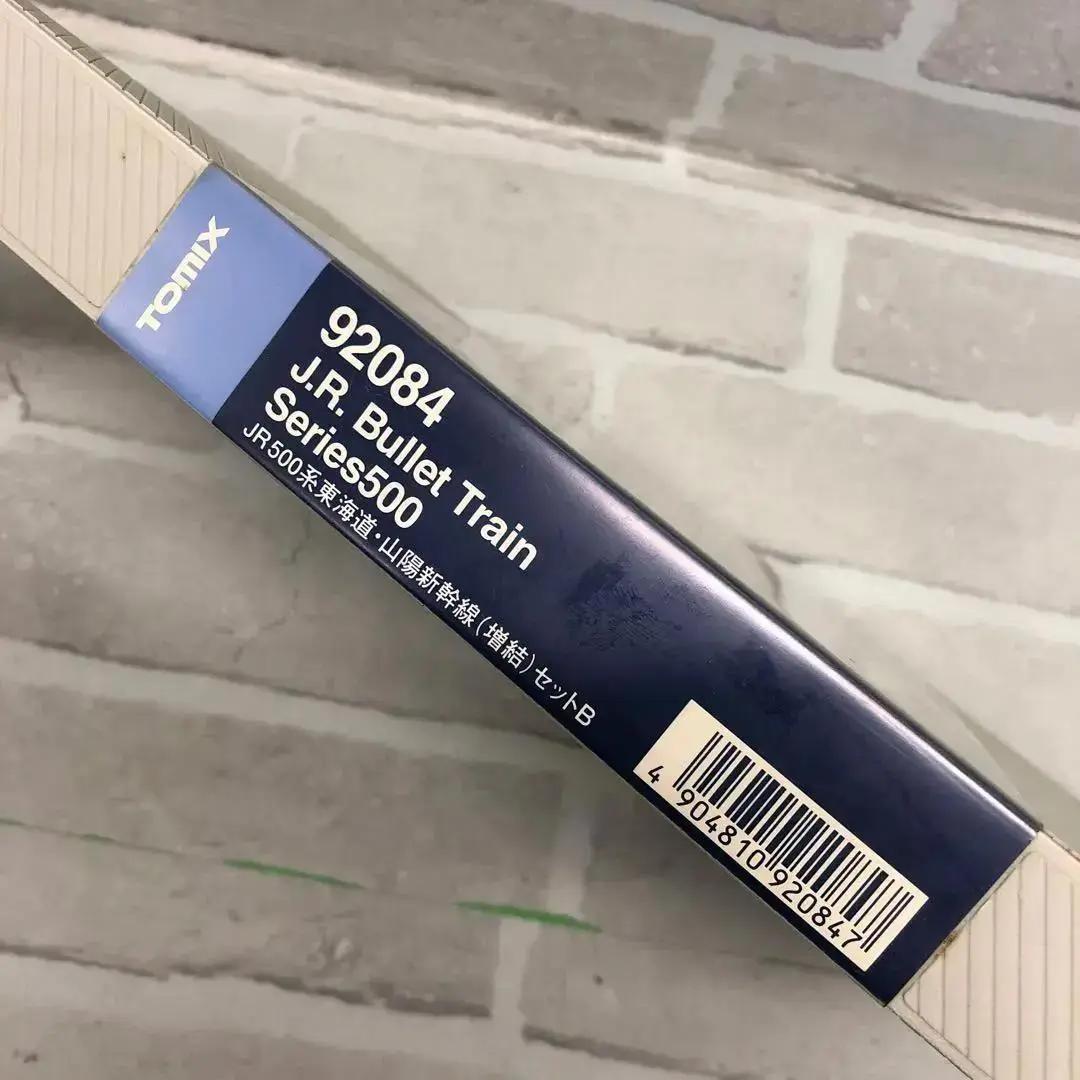 TOMIX
92084
J.R. Bullet Train
Series500
JR500系東海道・山陽新幹線(増結)セットB
4 904810 920847